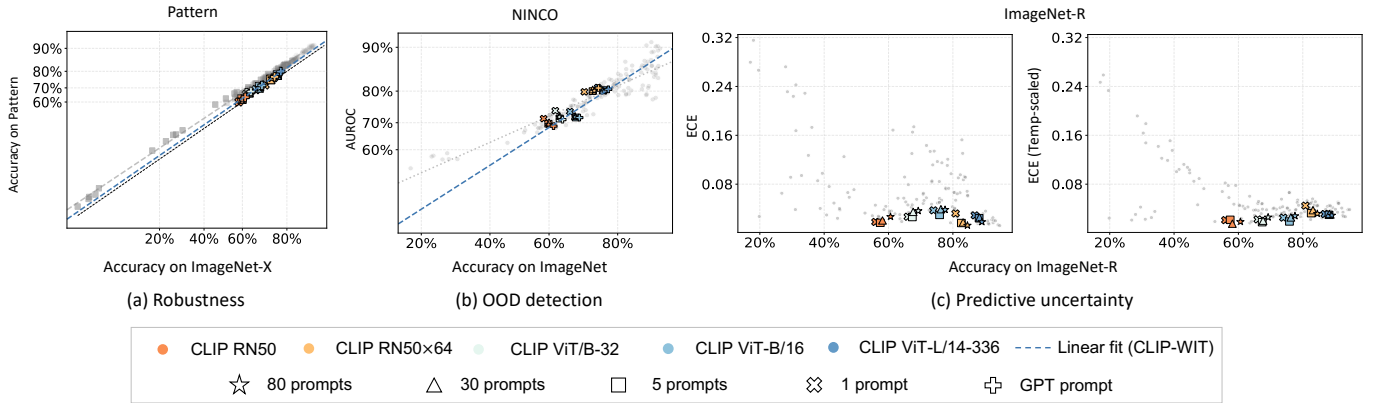 Pattern
NINCO
ImageNet-R
Accuracy on Pattern
90%
80%
70%
60%
20%
40%
60%
80%
Accuracy on ImageNet-X
(a) Robustness
AUROC
90%
80%
70%
60%
20%
40%
60%
80%
Accuracy on ImageNet
(b) OOD detection
ECE
0.32
0.24
0.16
0.08
20%
40%
60%
80%
ECE (Temp-scaled)
0.32
0.24
0.16
0.08
20%
40%
60%
80%
Accuracy on ImageNet-R
(c) Predictive uncertainty
CLIP RN50 CLIP RN50×64 CLIP ViT/B-32 CLIP ViT-B/16 CLIP ViT-L/14-336 Linear fit (CLIP-WIT)
80 prompts 30 prompts 5 prompts 1 prompt GPT prompt